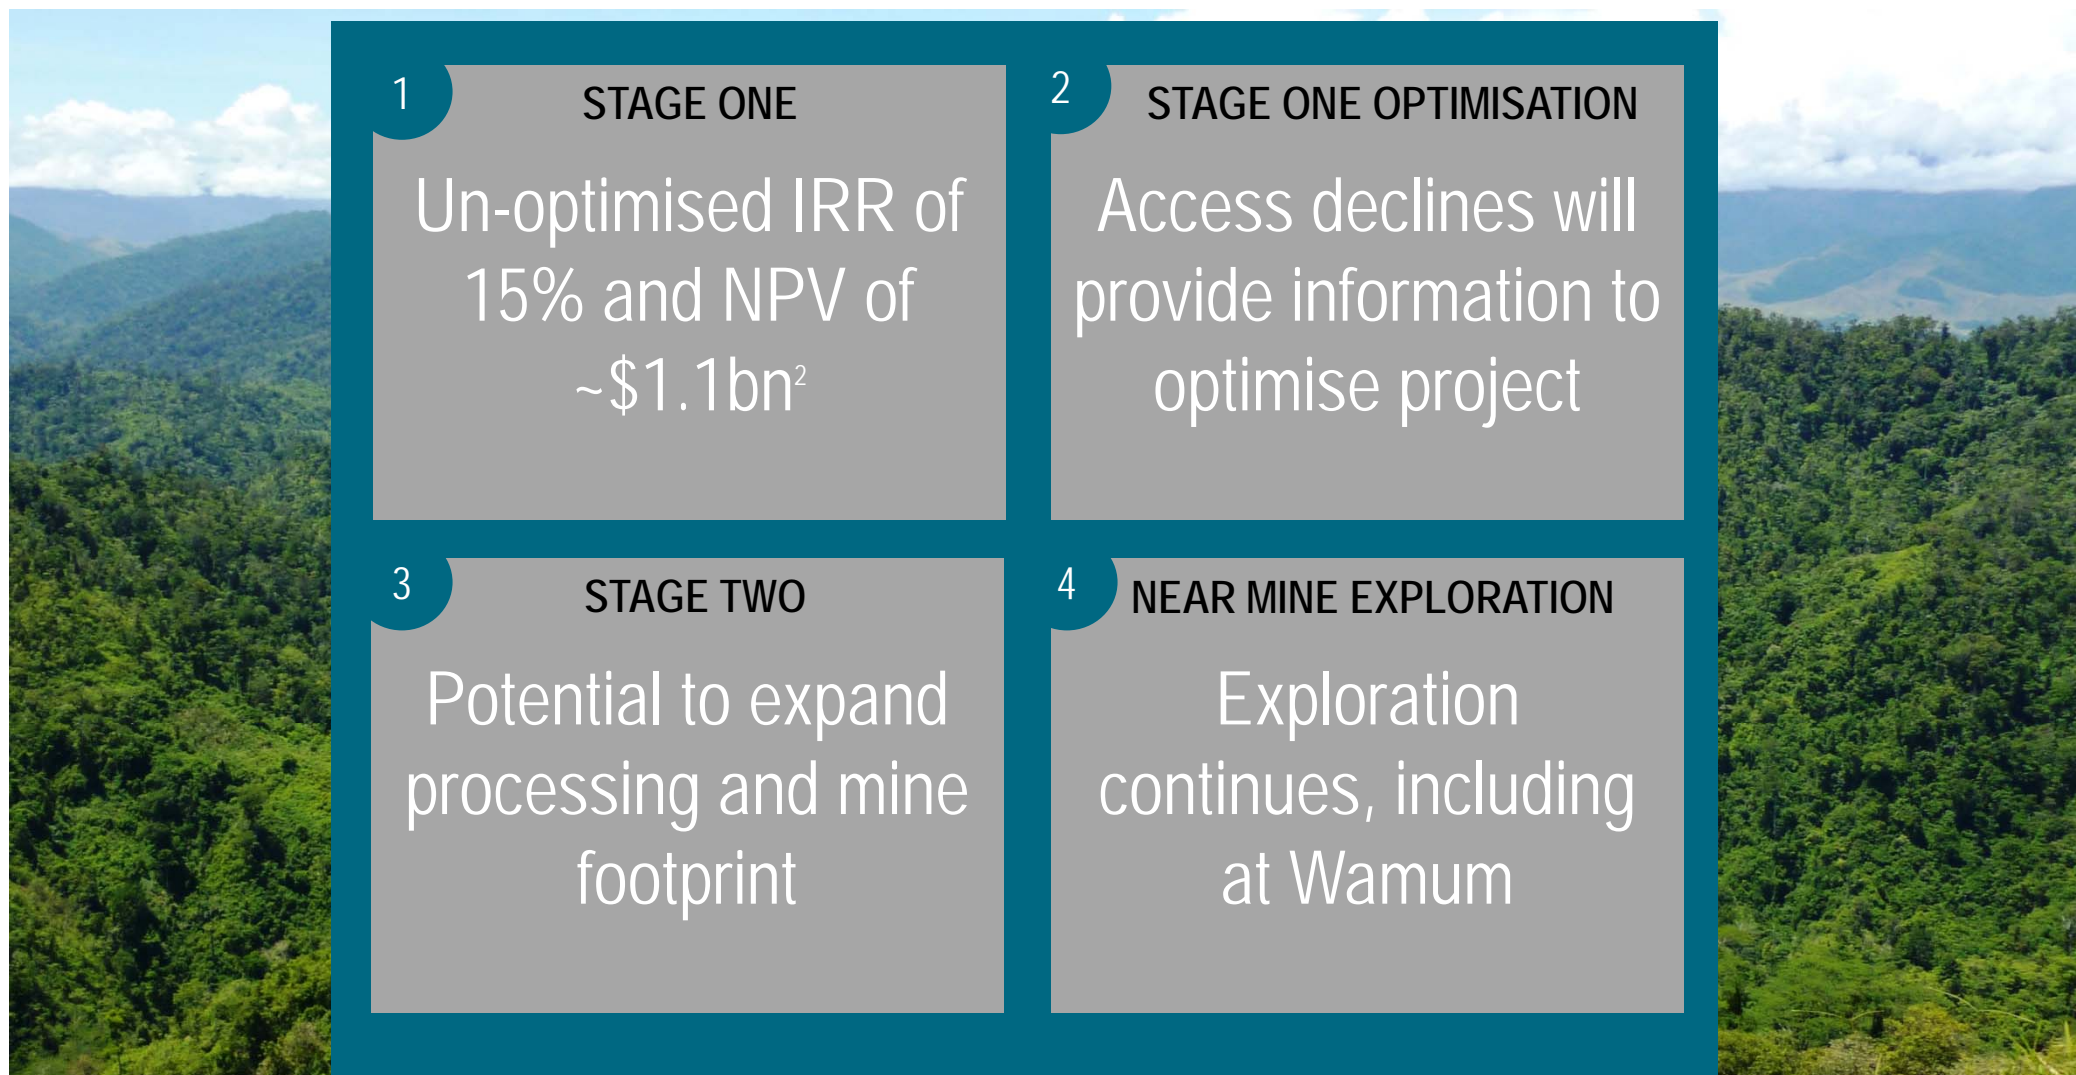 1
STAGE ONE
Un-optimised IRR of
15% and NPV of
~$1.1bn²
2
STAGE ONE OPTIMISATION
Access declines will
provide information to
optimise project
3
STAGE TWO
Potential to expand
processing and mine
footprint
4
NEAR MINE EXPLORATION
Exploration
continues, including
at Wamum